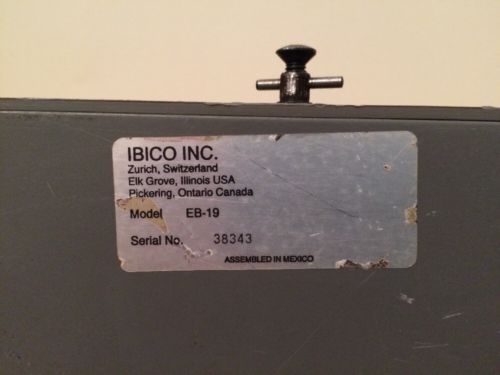 IBICO INC.
Zurich, Switzerland
Elk Grove, Illinois USA
Pickering, Ontario Canada
Model EB-19
Serial No. 38343
ASSEMBLED IN MEXICO